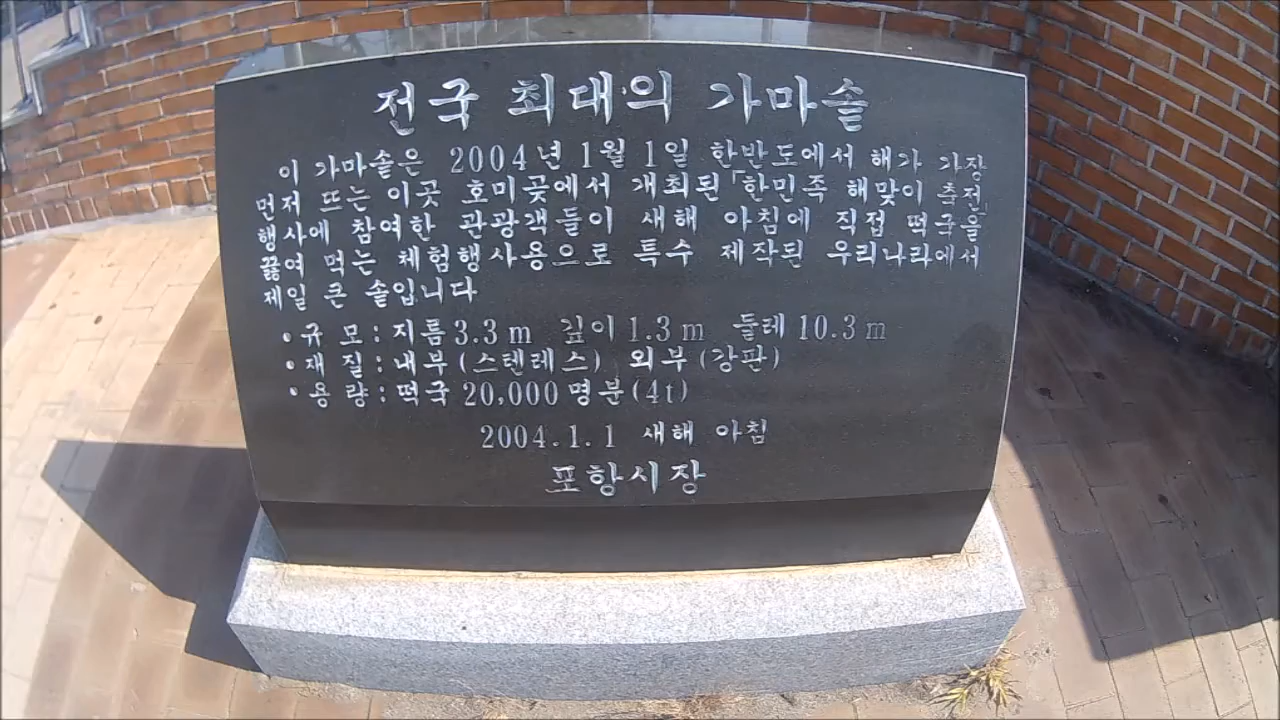 전국 최대의 가마솥
이 가마솥은 2004년 1월 1일 한반도에서 해가 가장
먼저 뜨는 이곳 호미곶에서 개최된 「한민족 해맞이 축전」
행사에 참여한 관광객들이 새해 아침에 직접 떡국을
끓여 먹는 체험행사용으로 특수 제작된 우리나라에서
제일 큰 솥입니다
• 규 모 : 지름 3.3m 깊이 1.3m 둘레 10.3m
• 재 질 : 내부(스텐레스) 외부(강판)
• 용 량 : 떡국 20,000명분(4t)
2004.1.1 새해 아침
포항시장